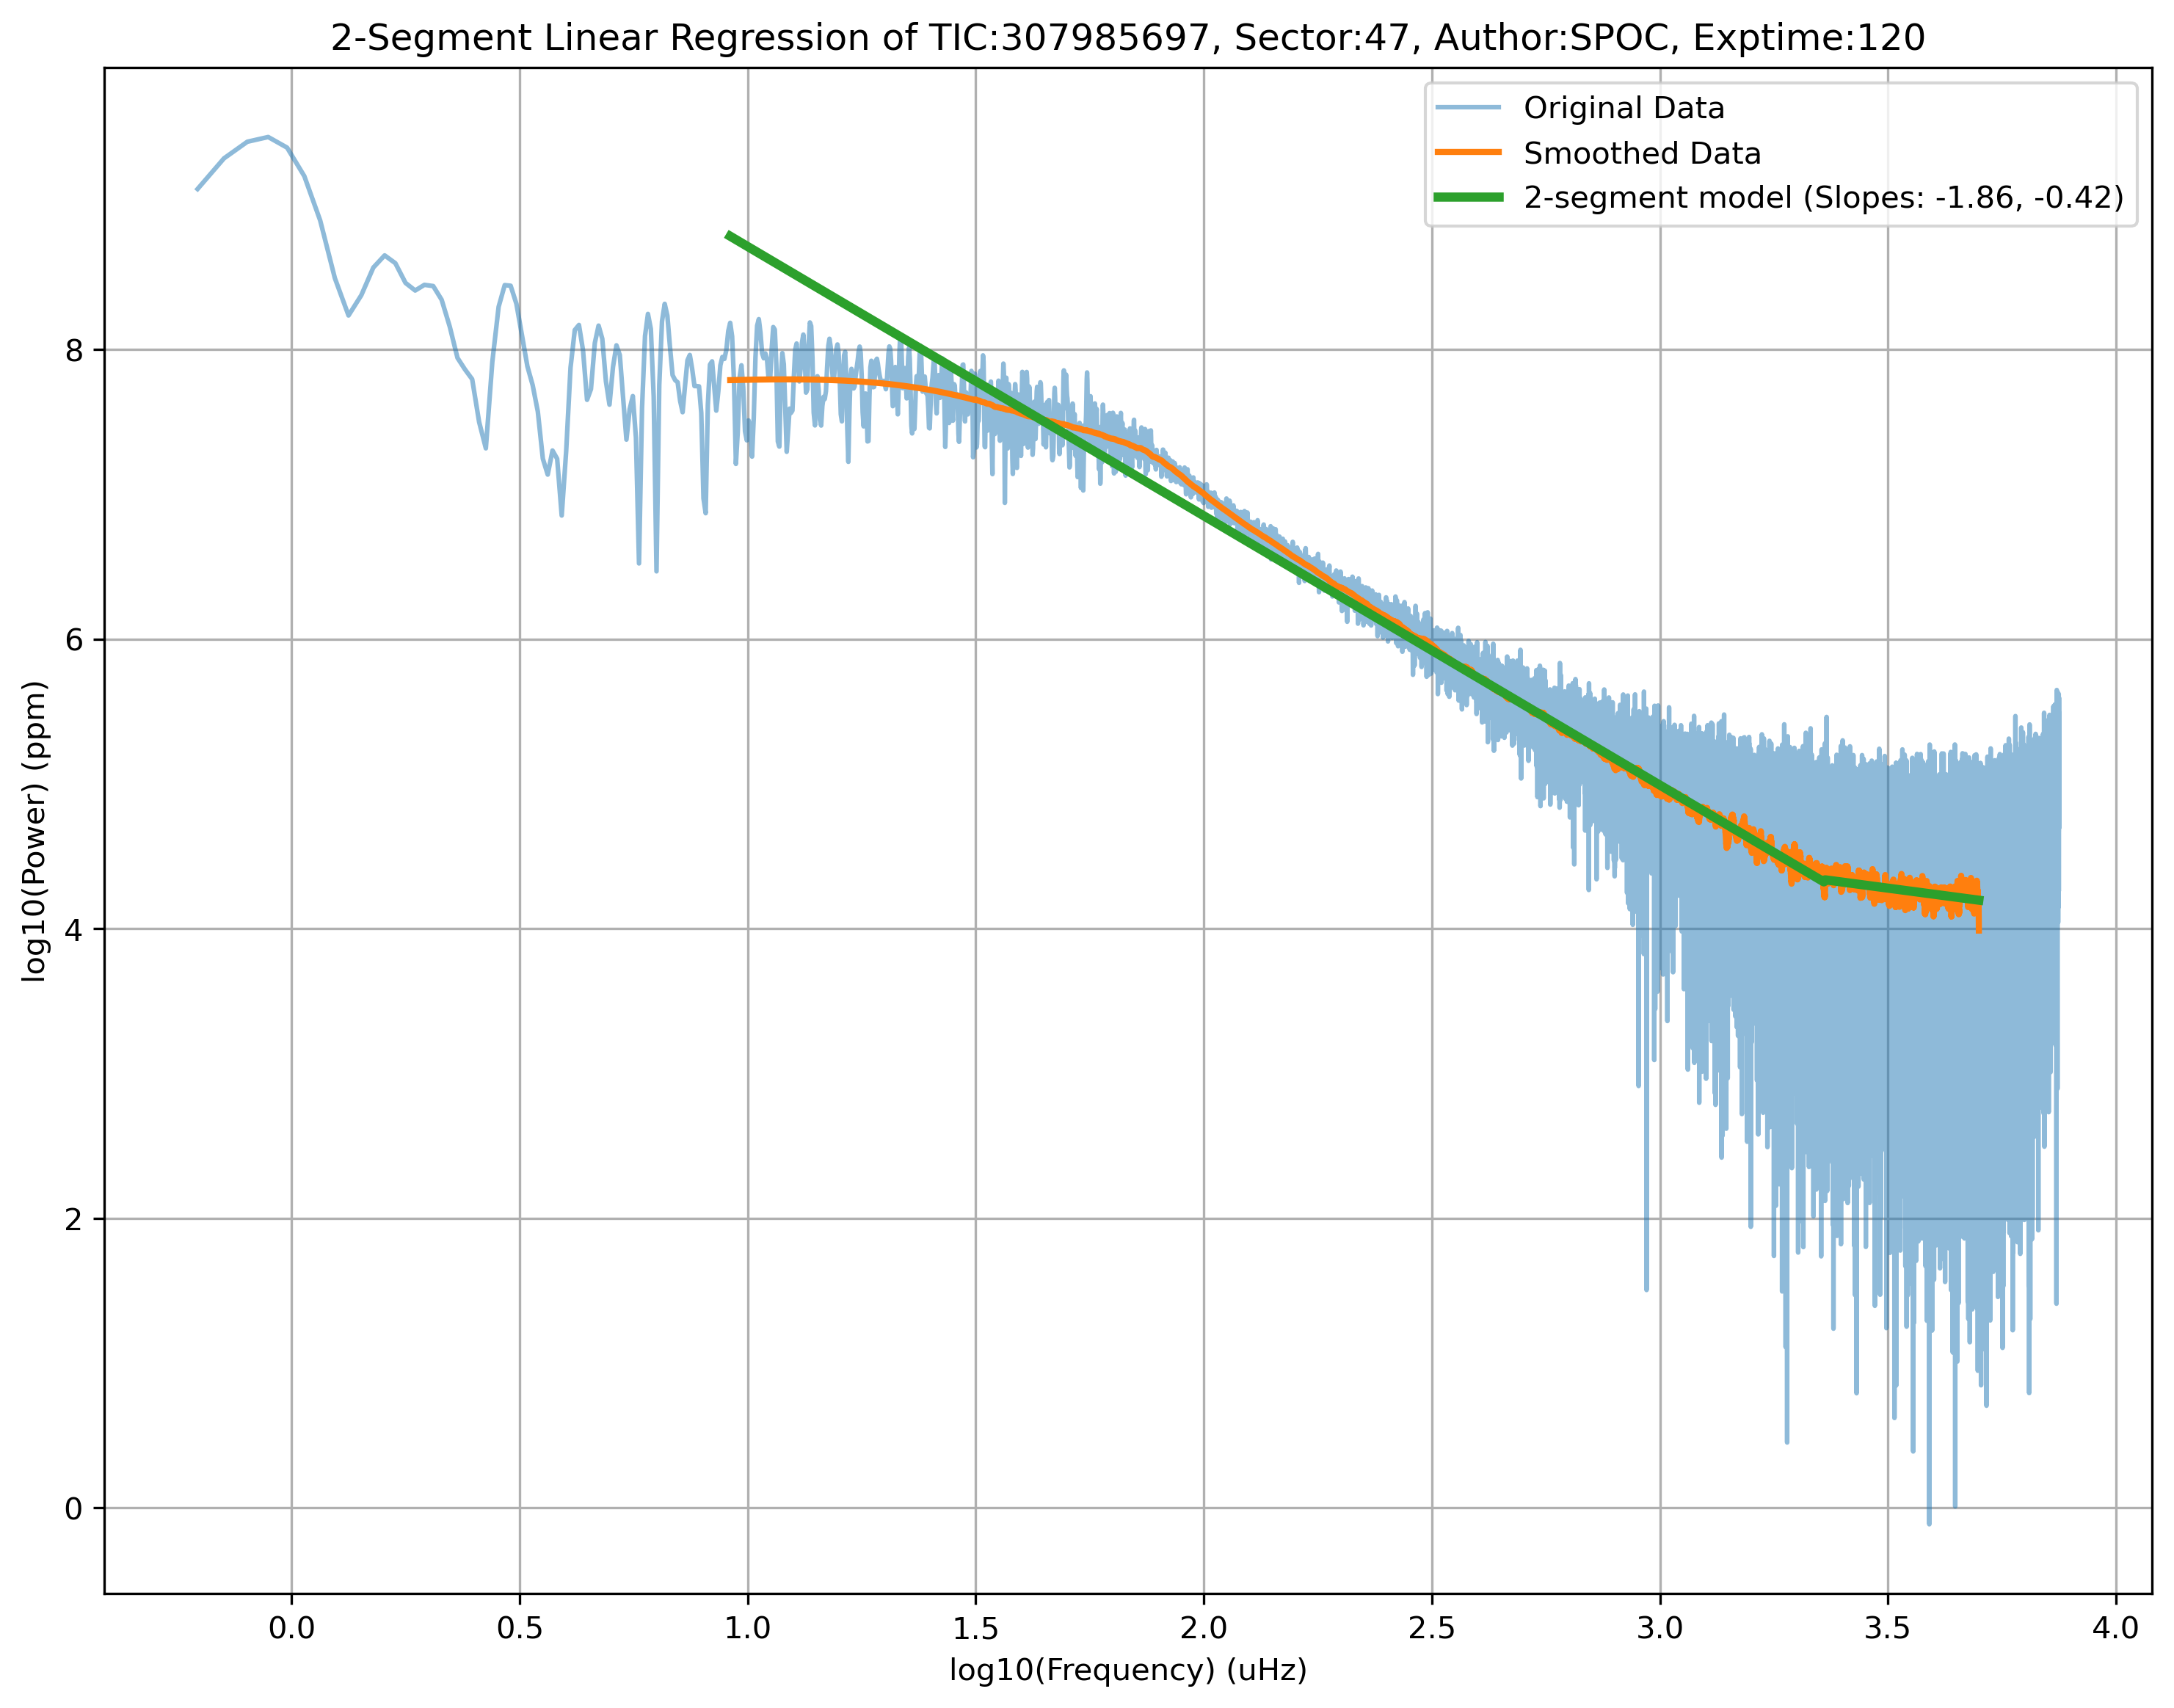 2-Segment Linear Regression of TIC:307985697, Sector:47, Author:SPOC, Exptime:120
Original Data
Smoothed Data
2-segment model (Slopes: -1.86, -0.42)
log10(Power) (ppm)
8
6
4
2
0
0.0 0.5 1.0 1.5 2.0 2.5 3.0 3.5 4.0
log10(Frequency) (uHz)